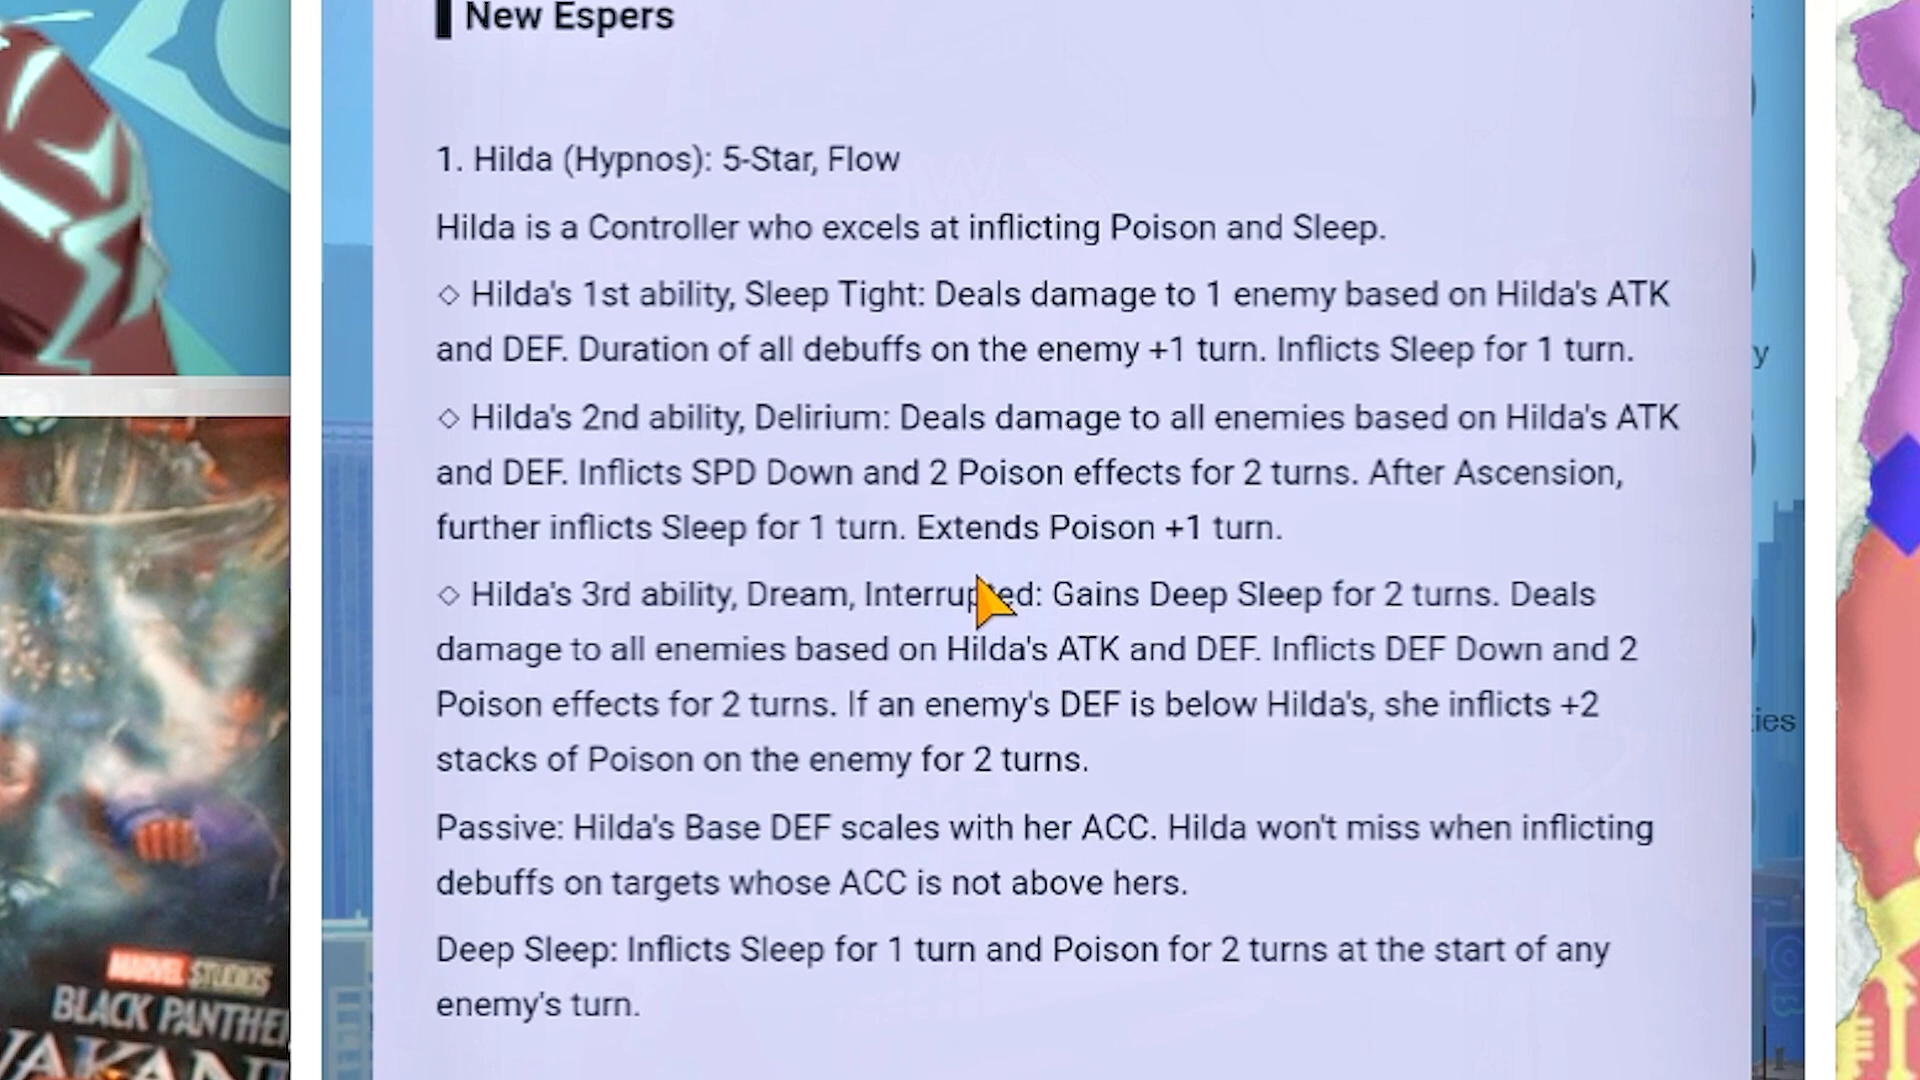 New Espers
1. Hilda (Hypnos): 5-Star, Flow
Hilda is a Controller who excels at inflicting Poison and Sleep.
◇ Hilda's 1st ability, Sleep Tight: Deals damage to 1 enemy based on Hilda's ATK
and DEF. Duration of all debuffs on the enemy +1 turn. Inflicts Sleep for 1 turn.
◇ Hilda's 2nd ability, Delirium: Deals damage to all enemies based on Hilda's ATK
and DEF. Inflicts SPD Down and 2 Poison effects for 2 turns. After Ascension,
further inflicts Sleep for 1 turn. Extends Poison +1 turn.
◇ Hilda's 3rd ability, Dream, Interrupted: Gains Deep Sleep for 2 turns. Deals
damage to all enemies based on Hilda's ATK and DEF. Inflicts DEF Down and 2
Poison effects for 2 turns. If an enemy's DEF is below Hilda's, she inflicts +2
stacks of Poison on the enemy for 2 turns.
Passive: Hilda's Base DEF scales with her ACC. Hilda won't miss when inflicting
debuffs on targets whose ACC is not above hers.
Deep Sleep: Inflicts Sleep for 1 turn and Poison for 2 turns at the start of any
enemy's turn.
y
ties
MARVEL STUDIOS
BLACK PANTHE
AKAN